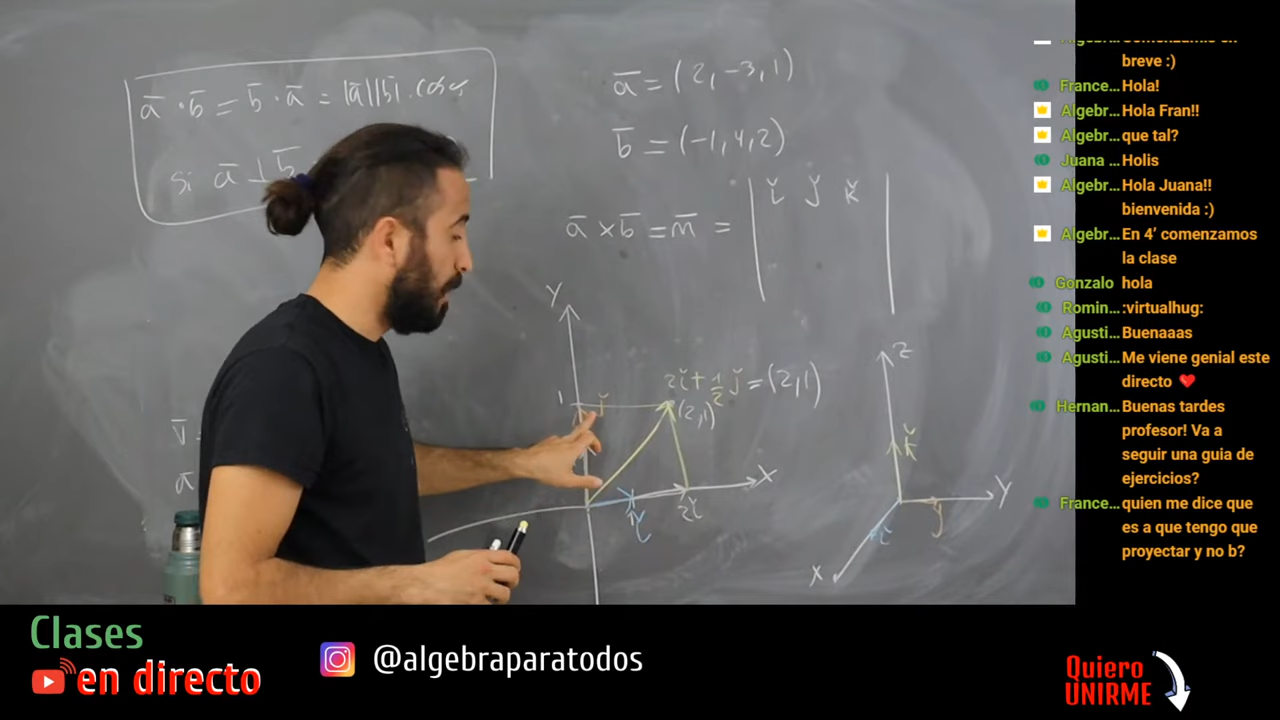 a̅ · b̅ = b̅ · a̅ = |a̅||b̅| · cos α
si a̅ ⊥ b̅
a̅ = (2, -3, 1)
b̅ = (-1, 4, 2)
a̅ x b̅ = m̅ =
ǐ ǰ ǩ
Y
1
ǰ
2ǐ + 1/2 ǰ = (2,1)
(2,1)
X
2ǐ
ǐ
Z
ǩ
Y
ǰ
ǐ
X
v̅
a̅
breve :)
France... Hola!
Algebr... Hola Fran!!
Algebr... que tal?
Juana ... Holis
Algebr... Hola Juana!!
bienvenida :)
Algebr... En 4' comenzamos
la clase
Gonzalo hola
Romin... :virtualhug:
Agusti... Buenaaas
Agusti... Me viene genial este
directo ❤️
Hernan... Buenas tardes
profesor! Va a
seguir una guia de
ejercicios?
France... quien me dice que
es a que tengo que
proyectar y no b?
Clases
en directo
@algebraparatodos
Quiero
UNIRME